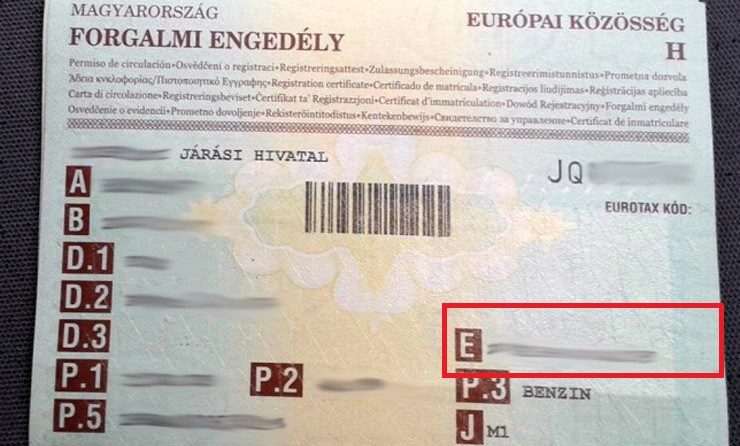 MAGYARORSZÁG
EURÓPAI KÖZÖSSÉG
FORGALMI ENGEDÉLY
H
Permiso de circulación•Osvědčení o registraci•Registreringsattest•Zulassungsbescheinigung•Registreerimistunnistus•Prometna dozvola
Άδεια κυκλοφορίας/Πιστοποιητικό Εγγραφής•Registration certificate•Certificado de matrícula•Registracijos liudijimas•Reģistrācijas apliecība
Carta di circolazione•Registreringsbeviset•Certifikat ta' Reġistrazzjoni•Certificat d'immatriculation•Dowód Rejestracyjny•Forgalmi engedély
Osvedčenie o evidencii•Prometno dovoljenje•Rekisteröintitodistus•Kentekenbewijs•Свидетелство за управление•Certificat de inmatriculare
JÁRÁSI HIVATAL
JQ
A
EUROTAX KÓD:
B
D.1
D.2
D.3
E
P.1
P.2
P.3 BENZIN
P.5
J M1